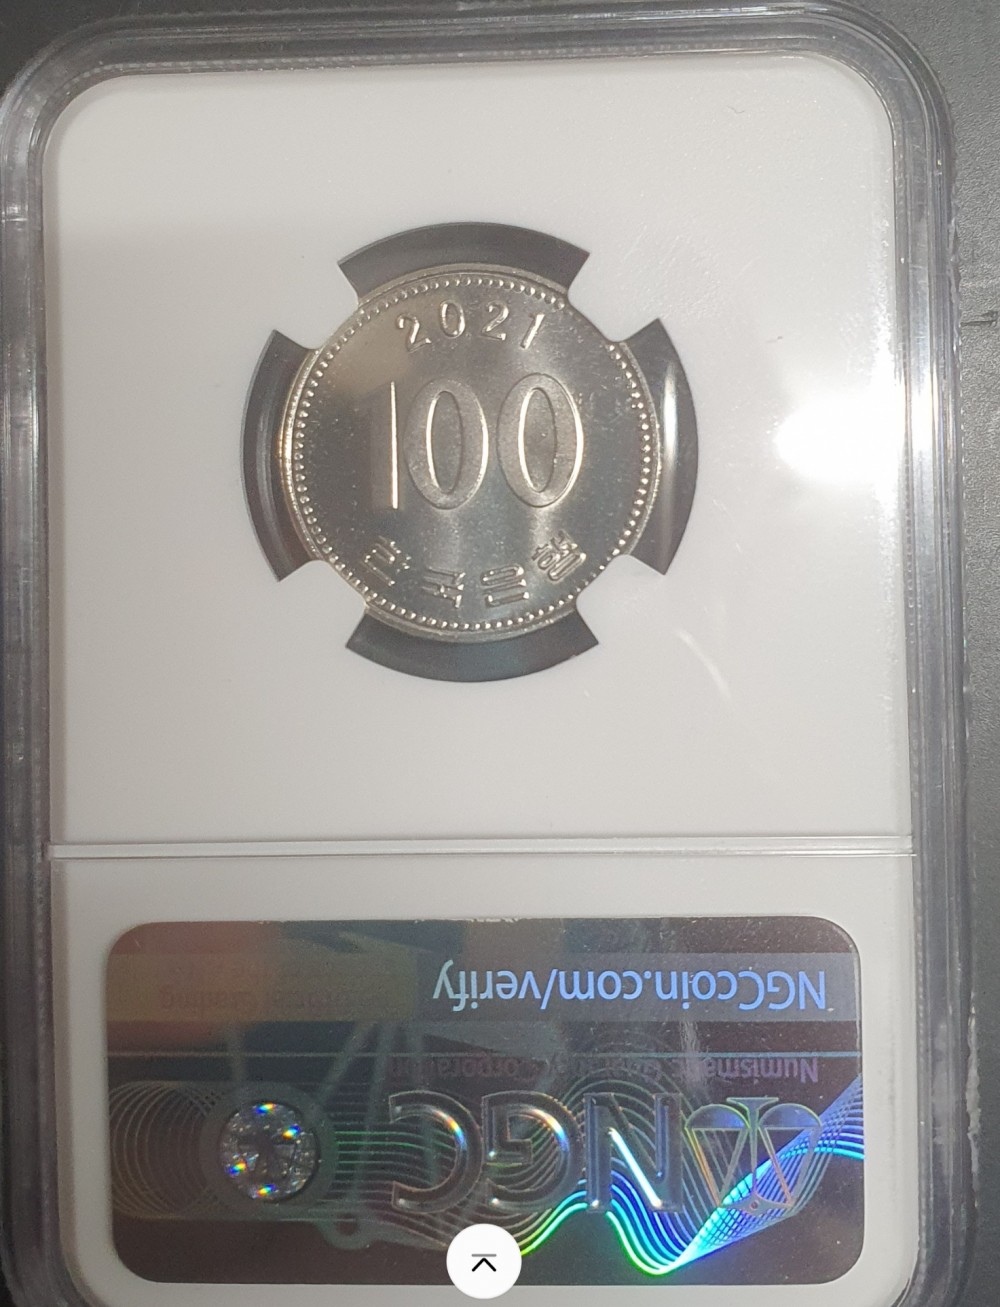 2021
100
한국은행
NGCcoin.com/verify
Numismatic Guaranty Corporation
NGC